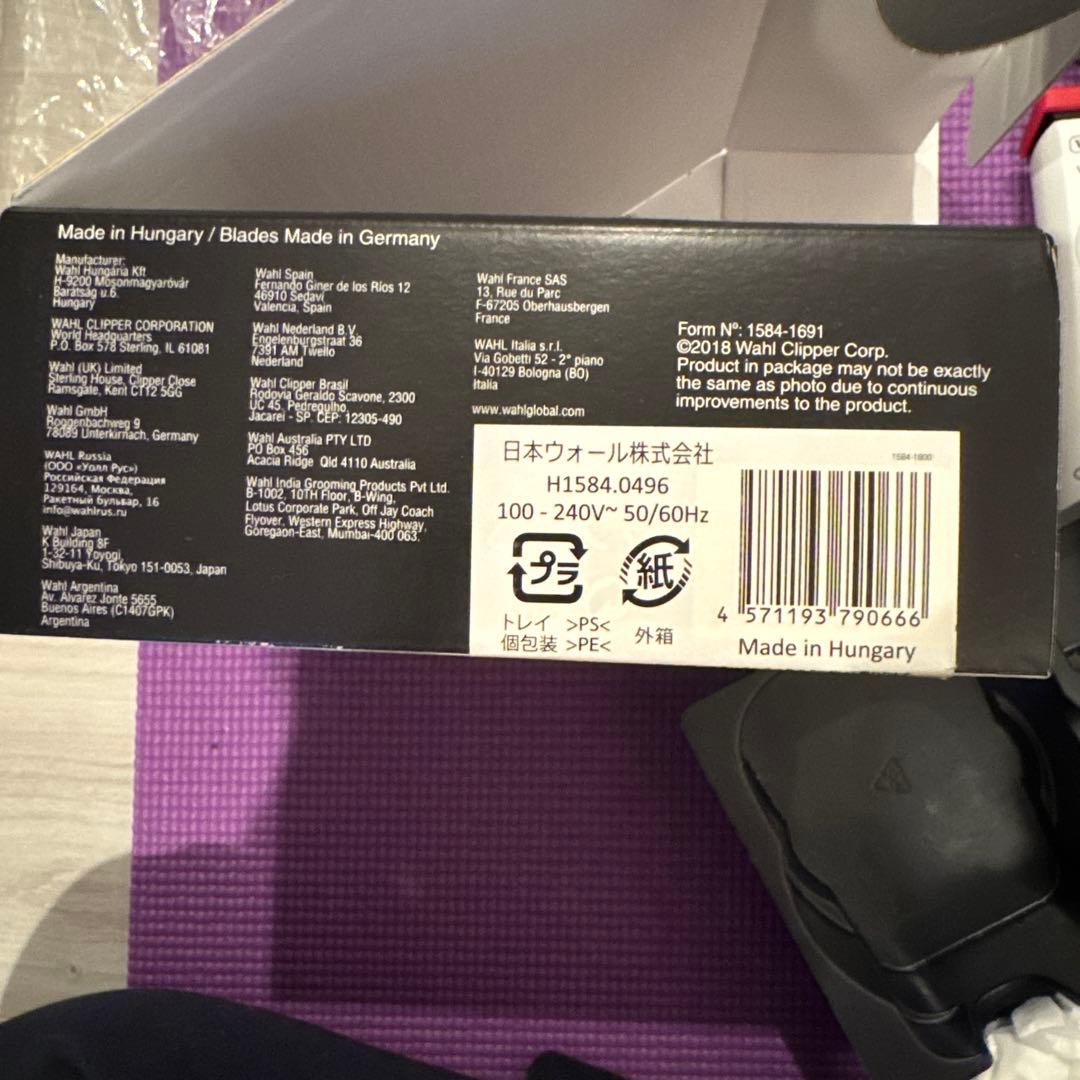 Made in Hungary / Blades Made in Germany
Manufacturer:
Wahl Hungária Kft
H-9200 Mosonmagyaróvár
Barátság u.6.
Hungary
WAHL CLIPPER CORPORATION
World Headquarters
P.O. Box 578 Sterling, IL 61081
Wahl (UK) Limited
Sterling House, Clipper Close
Ramsgate, Kent CT12 5GG
Wahl GmbH
Roggenbachweg 9
78089 Unterkirnach, Germany
WAHL Russia
(ООО «Уолл Рус»)
Российская Федерация
129164, Москва,
Ракетный бульвар, 16
info@wahlrus.ru
Wahl Japan
K Building 8F
1-32-11 Yoyogi,
Shibuya-Ku, Tokyo 151-0053, Japan
Wahl Argentina
Av. Alvarez Jonte 5655
Buenos Aires (C1407GPK)
Argentina
Wahl Spain
Fernando Giner de los Ríos 12
46910 Sedaví
Valencia, Spain
Wahl Nederland B.V.
Engelenburgstraat 36
7391 AM Twello
Nederland
Wahl Clipper Brasil
Rodovia Geraldo Scavone, 2300
UC 45, Pedregulho,
Jacareí - SP. CEP: 12305-490
Wahl Australia PTY LTD
PO Box 456
Acacia Ridge Qld 4110 Australia
Wahl India Grooming Products Pvt Ltd.
B-1002, 10TH Floor, B-Wing,
Lotus Corporate Park, Off Jay Coach
Flyover, Western Express Highway,
Goregaon-East, Mumbai-400 063.
Wahl France SAS
13, Rue du Parc
F-67205 Oberhausbergen
France
WAHL Italia s.r.l.
Via Gobetti 52 - 2° piano
I-40129 Bologna (BO)
Italia
www.wahlglobal.com
Form Nº: 1584-1691
©2018 Wahl Clipper Corp.
Product in package may not be exactly
the same as photo due to continuous
improvements to the product.
日本ウォール株式会社
H1584.0496
100 - 240V~ 50/60Hz
プラ
紙
トレイ >PS<
個包装 >PE<
外箱
1584-1800
4 571193 790666
Made in Hungary